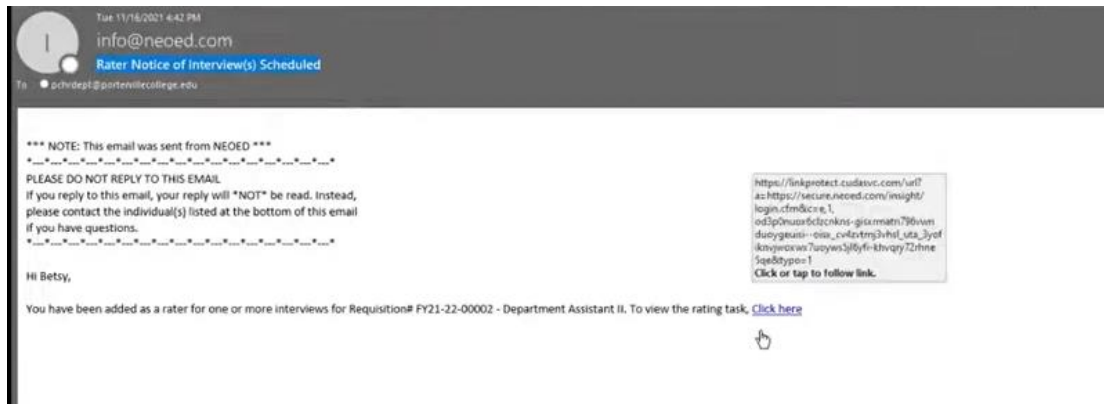 Tue 11/16/2021 4:42 PM
I
info@neoed.com
Rater Notice of Interview(s) Scheduled
To pchrdept@portervillecollege.edu
*** NOTE: This email was sent from NEOED ***
*---*---*---*---*---*---*---*---*---*---*---*---*---*---*---*---*
PLEASE DO NOT REPLY TO THIS EMAIL
If you reply to this email, your reply will *NOT* be read. Instead,
please contact the individual(s) listed at the bottom of this email
if you have questions.
*---*---*---*---*---*---*---*---*---*---*---*---*---*---*---*---*
https://linkprotect.cudasvc.com/url?
a=https://secure.neoed.com/insight/
login.cfm&c=e,1,
5qe&typo=1
Click or tap to follow link.
Hi Betsy,
You have been added as a rater for one or more interviews for Requisition# FY21-22-00002 - Department Assistant II. To view the rating task, Click here